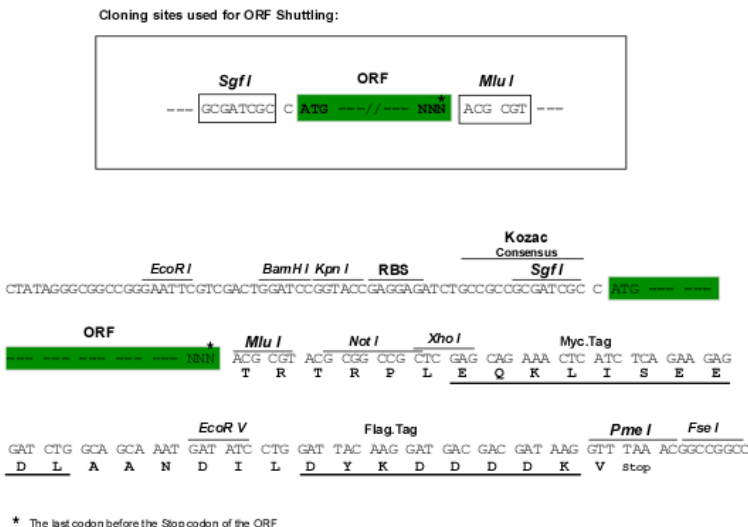 Cloning sites used for ORF Shuttling:
Sgf I ORF Mlu I
*
--- GCGATCGC C ATG ---//--- NNN ACG CGT ---
Kozac
Consensus
EcoR I BamH I Kpn I RBS Sgf I
CTATAGGGCGGCCGGGAATTCGTCGACTGGATCCGGTACCGAGGAGATCTGCCGCCGCGATCGC C ATG --- ---
ORF * Mlu I Not I Xho I Myc.Tag
--- --- --- --- --- --- NNN ACG CGT ACG CGG CCG CTC GAG CAG AAA CTC ATC TCA GAA GAG
T R T R P L E Q K L I S E E
EcoR V Flag.Tag Pme I Fse I
GAT CTG GCA GCA AAT GAT ATC CTG GAT TAC AAG GAT GAC GAC GAT AAG GTT TAA ACGGCCGGCC
D L A A N D I L D Y K D D D D K V Stop
* The last codon before the Stop codon of the ORF